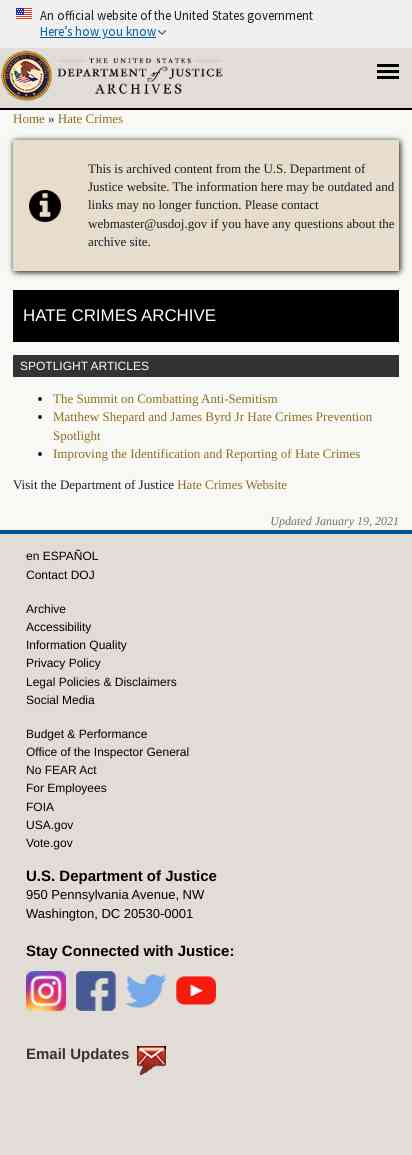 An official website of the United States government
Here's how you know
THE UNITED STATES
DEPARTMENT of JUSTICE
ARCHIVES
Home » Hate Crimes
This is archived content from the U.S. Department of
Justice website. The information here may be outdated and
links may no longer function. Please contact
webmaster@usdoj.gov if you have any questions about the
archive site.
HATE CRIMES ARCHIVE
SPOTLIGHT ARTICLES
• The Summit on Combatting Anti-Semitism
• Matthew Shepard and James Byrd Jr Hate Crimes Prevention
Spotlight
• Improving the Identification and Reporting of Hate Crimes
Visit the Department of Justice Hate Crimes Website
Updated January 19, 2021
en ESPAÑOL
Contact DOJ
Archive
Accessibility
Information Quality
Privacy Policy
Legal Policies & Disclaimers
Social Media
Budget & Performance
Office of the Inspector General
No FEAR Act
For Employees
FOIA
USA.gov
Vote.gov
U.S. Department of Justice
950 Pennsylvania Avenue, NW
Washington, DC 20530-0001
Stay Connected with Justice:
Email Updates